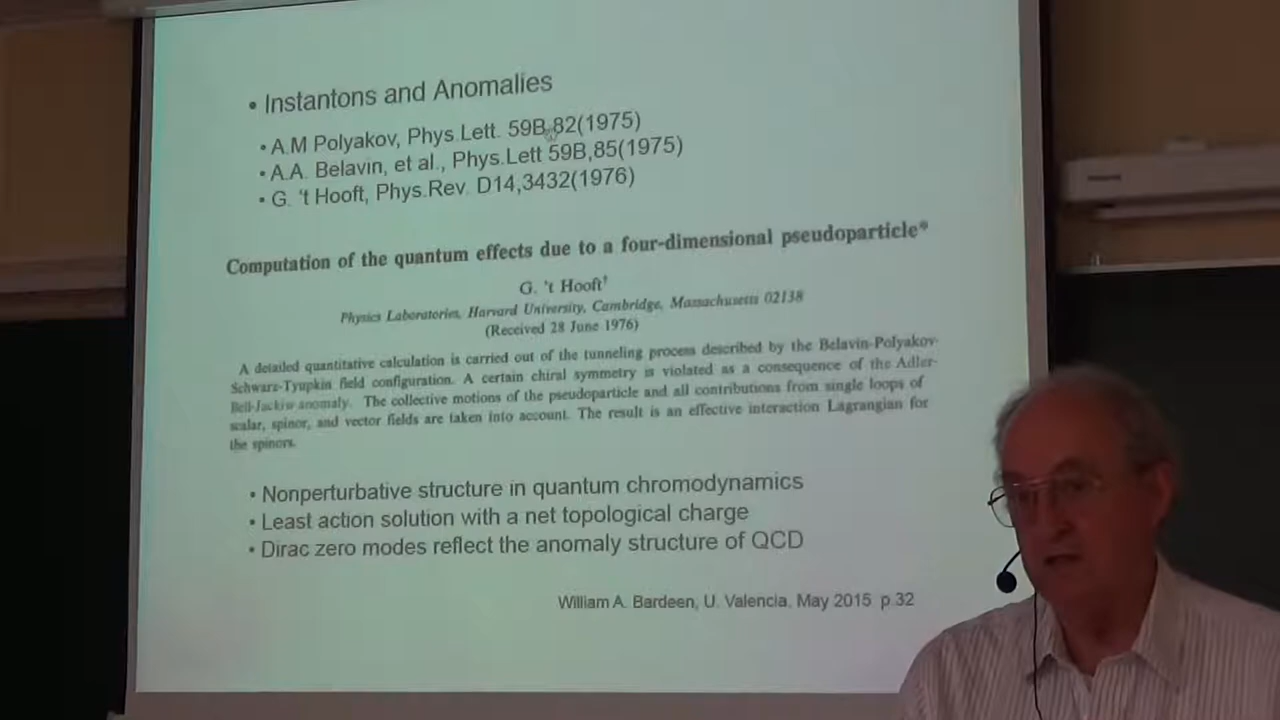 • Instantons and Anomalies
• A.M Polyakov, Phys.Lett. 59B,82(1975)
• A.A. Belavin, et al., Phys.Lett 59B,85(1975)
• G. 't Hooft, Phys.Rev. D14,3432(1976)
Computation of the quantum effects due to a four-dimensional pseudoparticle*
G. 't Hooft†
Physics Laboratories, Harvard University, Cambridge, Massachusetts 02138
(Received 28 June 1976)
A detailed quantitative calculation is carried out of the tunneling process described by the Belavin-Polyakov-
Schwarz-Tyupkin field configuration. A certain chiral symmetry is violated as a consequence of the Adler-
Bell-Jackiw anomaly. The collective motions of the pseudoparticle and all contributions from single loops of
scalar, spinor, and vector fields are taken into account. The result is an effective interaction Lagrangian for
the spinors.
• Nonperturbative structure in quantum chromodynamics
• Least action solution with a net topological charge
• Dirac zero modes reflect the anomaly structure of QCD
William A. Bardeen, U. Valencia, May 2015 p.32